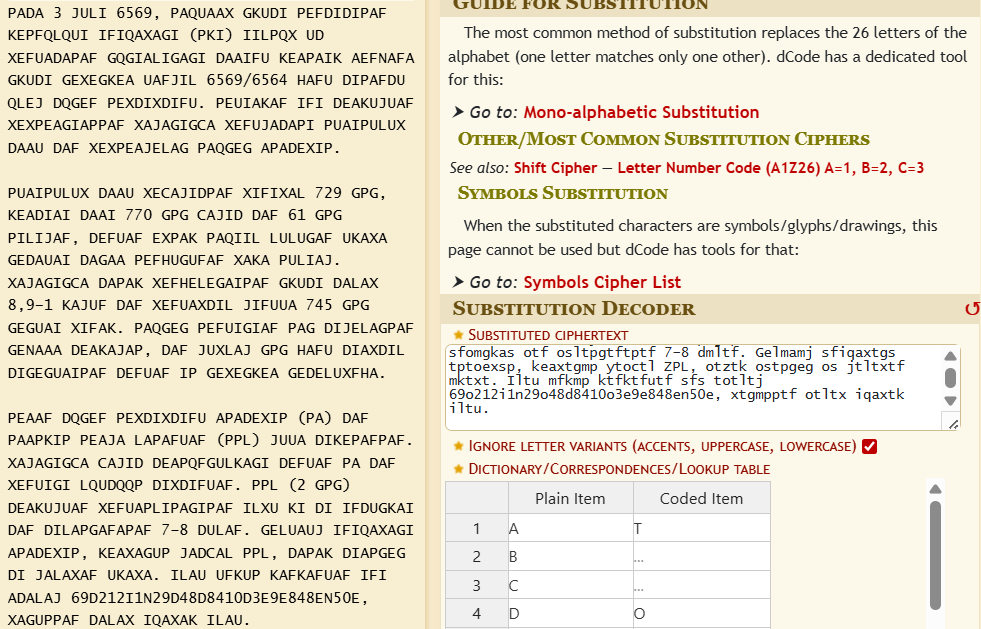 PADA 3 JULI 6569, PAQUAAX GKUDI PEFDIDIPAF
KEPFQLQUI IFIQAXAGI (PKI) IILPQX UD
XEFUADAPAF GQGIALIGAGI DAAIFU KEAPAIK AEFNAFA
GKUDI GEXEGKEA UAFJIL 6569/6564 HAFU DIPAFDU
QLEJ DQGEF PEXDIXDIFU. PEUIAKAF IFI DEAKUJUAF
XEXPEAGIAPPAF XAJAGIGCA XEFUJADAPI PUAIPULUX
DAAU DAF XEXPEAJELAG PAQGEG APADEXIP.

PUAIPULUX DAAU XECAJIDPAF XIFIXAL 729 GPG,
KEADIAI DAAI 770 GPG CAJID DAF 61 GPG
PILIJAF, DEFUAF EXPAK PAQIIL LULUGAF UKAXA
GEDAUAI DAGAA PEFHUGUFAF XAKA PULIAJ.
XAJAGIGCA DAPAK XEFHELEGAIPAF GKUDI DALAX
8,9–1 KAJUF DAF XEFUAXDIL JIFUUA 745 GPG
GEGUAI XIFAK. PAQGEG PEFUIGIAF PAG DIJELAGPAF
GENAAA DEAKAJAP, DAF JUXLAJ GPG HAFU DIAXDIL
DIGEGUAIPAF DEFUAF IP GEXEGKEA GEDELUXFHA.

PEAAF DQGEF PEXDIXDIFU APADEXIP (PA) DAF
PAAPKIP PEAJA LAPAFUAF (PPL) JUUA DIKEPAFPAF.
XAJAGIGCA CAJID DEAPQFGULKAGI DEFUAF PA DAF
XEFUIGI LQUDQQP DIXDIFUAF. PPL (2 GPG)
DEAKUJUAF XEFUAPLIPAGIPAF ILXU KI DI IFDUGKAI
DAF DILAPGAFAPAF 7–8 DULAF. GELUAUJ IFIQAXAGI
APADEXIP, KEAXAGUP JADCAL PPL, DAPAK DIAPGEG
DI JALAXAF UKAXA. ILAU UFKUP KAFKAFUAF IFI
ADALAJ 69D212I1N29D48D841OD3E9E848EN5OE,
XAGUPPAF DALAX IQAXAK ILAU.
GUIDE FOR SUBSTITUTION
The most common method of substitution replaces the 26 letters of the
alphabet (one letter matches only one other). dCode has a dedicated tool
for this:
➤ Go to: Mono-alphabetic Substitution
OTHER/MOST COMMON SUBSTITUTION CIPHERS
See also: Shift Cipher — Letter Number Code (A1Z26) A=1, B=2, C=3
SYMBOLS SUBSTITUTION
When the substituted characters are symbols/glyphs/drawings, this
page cannot be used but dCode has tools for that:
➤ Go to: Symbols Cipher List
SUBSTITUTION DECODER
★ SUBSTITUTED CIPHERTEXT
sfomgkas otf osltpgtftptf 7-8 dmltf. Gelmamj sfiqaxtgs
tptoexsp, keaxtgmp ytoctl ZPL, otztk ostpgeg os jtltxtf
mktxt. Iltu mfkmp ktfktfutf sfs totltj
69o212i1n29o48d8410o3e9e848en50e, xtgmpptf otltx iqaxtk
iltu.
★ IGNORE LETTER VARIANTS (ACCENTS, UPPERCASE, LOWERCASE)
★ DICTIONARY/CORRESPONDENCES/LOOKUP TABLE
Plain Item Coded Item
1 A T
2 B ...
3 C ...
4 D O